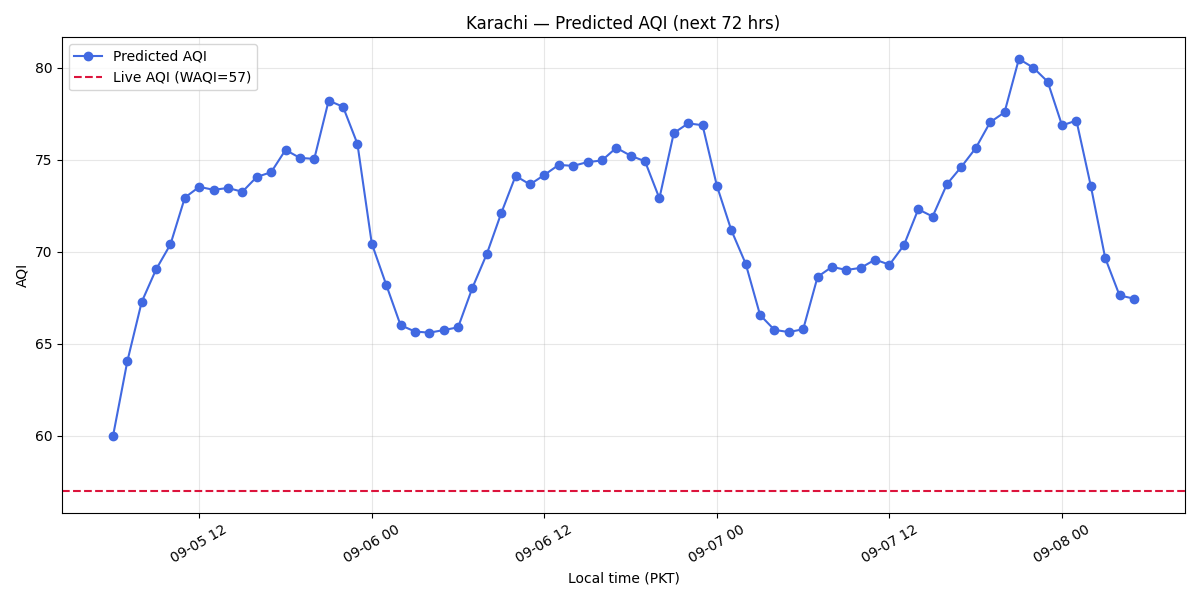 Karachi — Predicted AQI (next 72 hrs)
Predicted AQI
Live AQI (WAQI=57)
AQI
80
75
70
65
60
09-05 12
09-06 00
09-06 12
09-07 00
09-07 12
09-08 00
Local time (PKT)